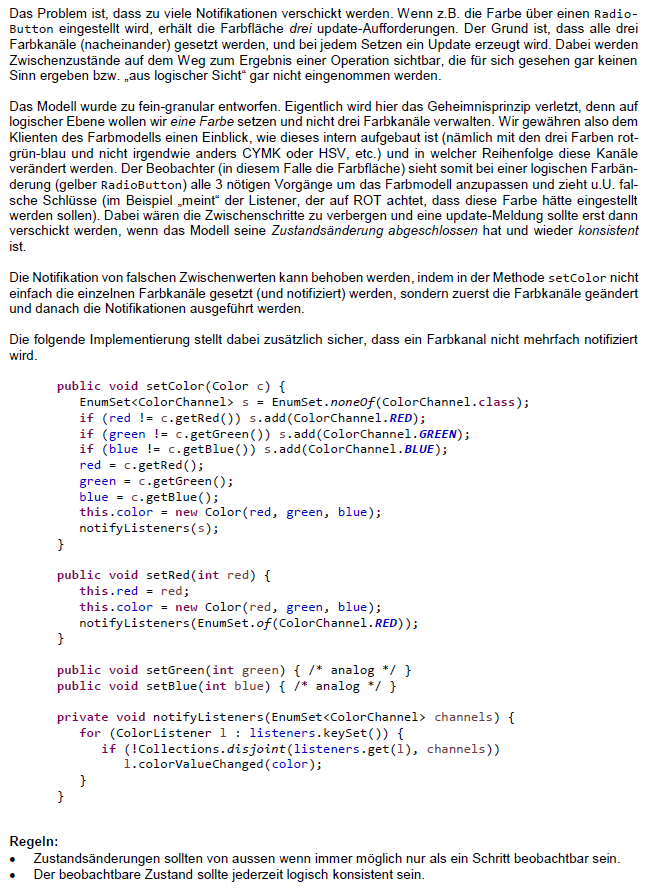 Das Problem ist, dass zu viele Notifikationen verschickt werden. Wenn z.B. die Farbe über einen Radio-
Button eingestellt wird, erhält die Farbfläche drei update-Aufforderungen. Der Grund ist, dass alle drei
Farbkanäle (nacheinander) gesetzt werden, und bei jedem Setzen ein Update erzeugt wird. Dabei werden
Zwischenzustände auf dem Weg zum Ergebnis einer Operation sichtbar, die für sich gesehen gar keinen
Sinn ergeben bzw. „aus logischer Sicht“ gar nicht eingenommen werden.

Das Modell wurde zu fein-granular entworfen. Eigentlich wird hier das Geheimnisprinzip verletzt, denn auf
logischer Ebene wollen wir eine Farbe setzen und nicht drei Farbkanäle verwalten. Wir gewähren also dem
Klienten des Farbmodells einen Einblick, wie dieses intern aufgebaut ist (nämlich mit den drei Farben rot-
grün-blau und nicht irgendwie anders CYMK oder HSV, etc.) und in welcher Reihenfolge diese Kanäle
verändert werden. Der Beobachter (in diesem Falle die Farbfläche) sieht somit bei einer logischen Farbän-
derung (gelber RadioButton) alle 3 nötigen Vorgänge um das Farbmodell anzupassen und zieht u.U. fal-
sche Schlüsse (im Beispiel „meint“ der Listener, der auf ROT achtet, dass diese Farbe hätte eingestellt
werden sollen). Dabei wären die Zwischenschritte zu verbergen und eine update-Meldung sollte erst dann
verschickt werden, wenn das Modell seine Zustandsänderung abgeschlossen hat und wieder konsistent
ist.

Die Notifikation von falschen Zwischenwerten kann behoben werden, indem in der Methode setColor nicht
einfach die einzelnen Farbkanäle gesetzt (und notifiziert) werden, sondern zuerst die Farbkanäle geändert
und danach die Notifikationen ausgeführt werden.

Die folgende Implementierung stellt dabei zusätzlich sicher, dass ein Farbkanal nicht mehrfach notifiziert
wird.

public void setColor(Color c) {
EnumSet<ColorChannel> s = EnumSet.noneOf(ColorChannel.class);
if (red != c.getRed()) s.add(ColorChannel.RED);
if (green != c.getGreen()) s.add(ColorChannel.GREEN);
if (blue != c.getBlue()) s.add(ColorChannel.BLUE);
red = c.getRed();
green = c.getGreen();
blue = c.getBlue();
this.color = new Color(red, green, blue);
notifyListeners(s);
}

public void setRed(int red) {
this.red = red;
this.color = new Color(red, green, blue);
notifyListeners(EnumSet.of(ColorChannel.RED));
}

public void setGreen(int green) { /* analog */ }
public void setBlue(int blue) { /* analog */ }

private void notifyListeners(EnumSet<ColorChannel> channels) {
for (ColorListener l : listeners.keySet()) {
if (!Collections.disjoint(listeners.get(l), channels))
l.colorValueChanged(color);
}
}

Regeln:
• Zustandsänderungen sollten von aussen wenn immer möglich nur als ein Schritt beobachtbar sein.
• Der beobachtbare Zustand sollte jederzeit logisch konsistent sein.